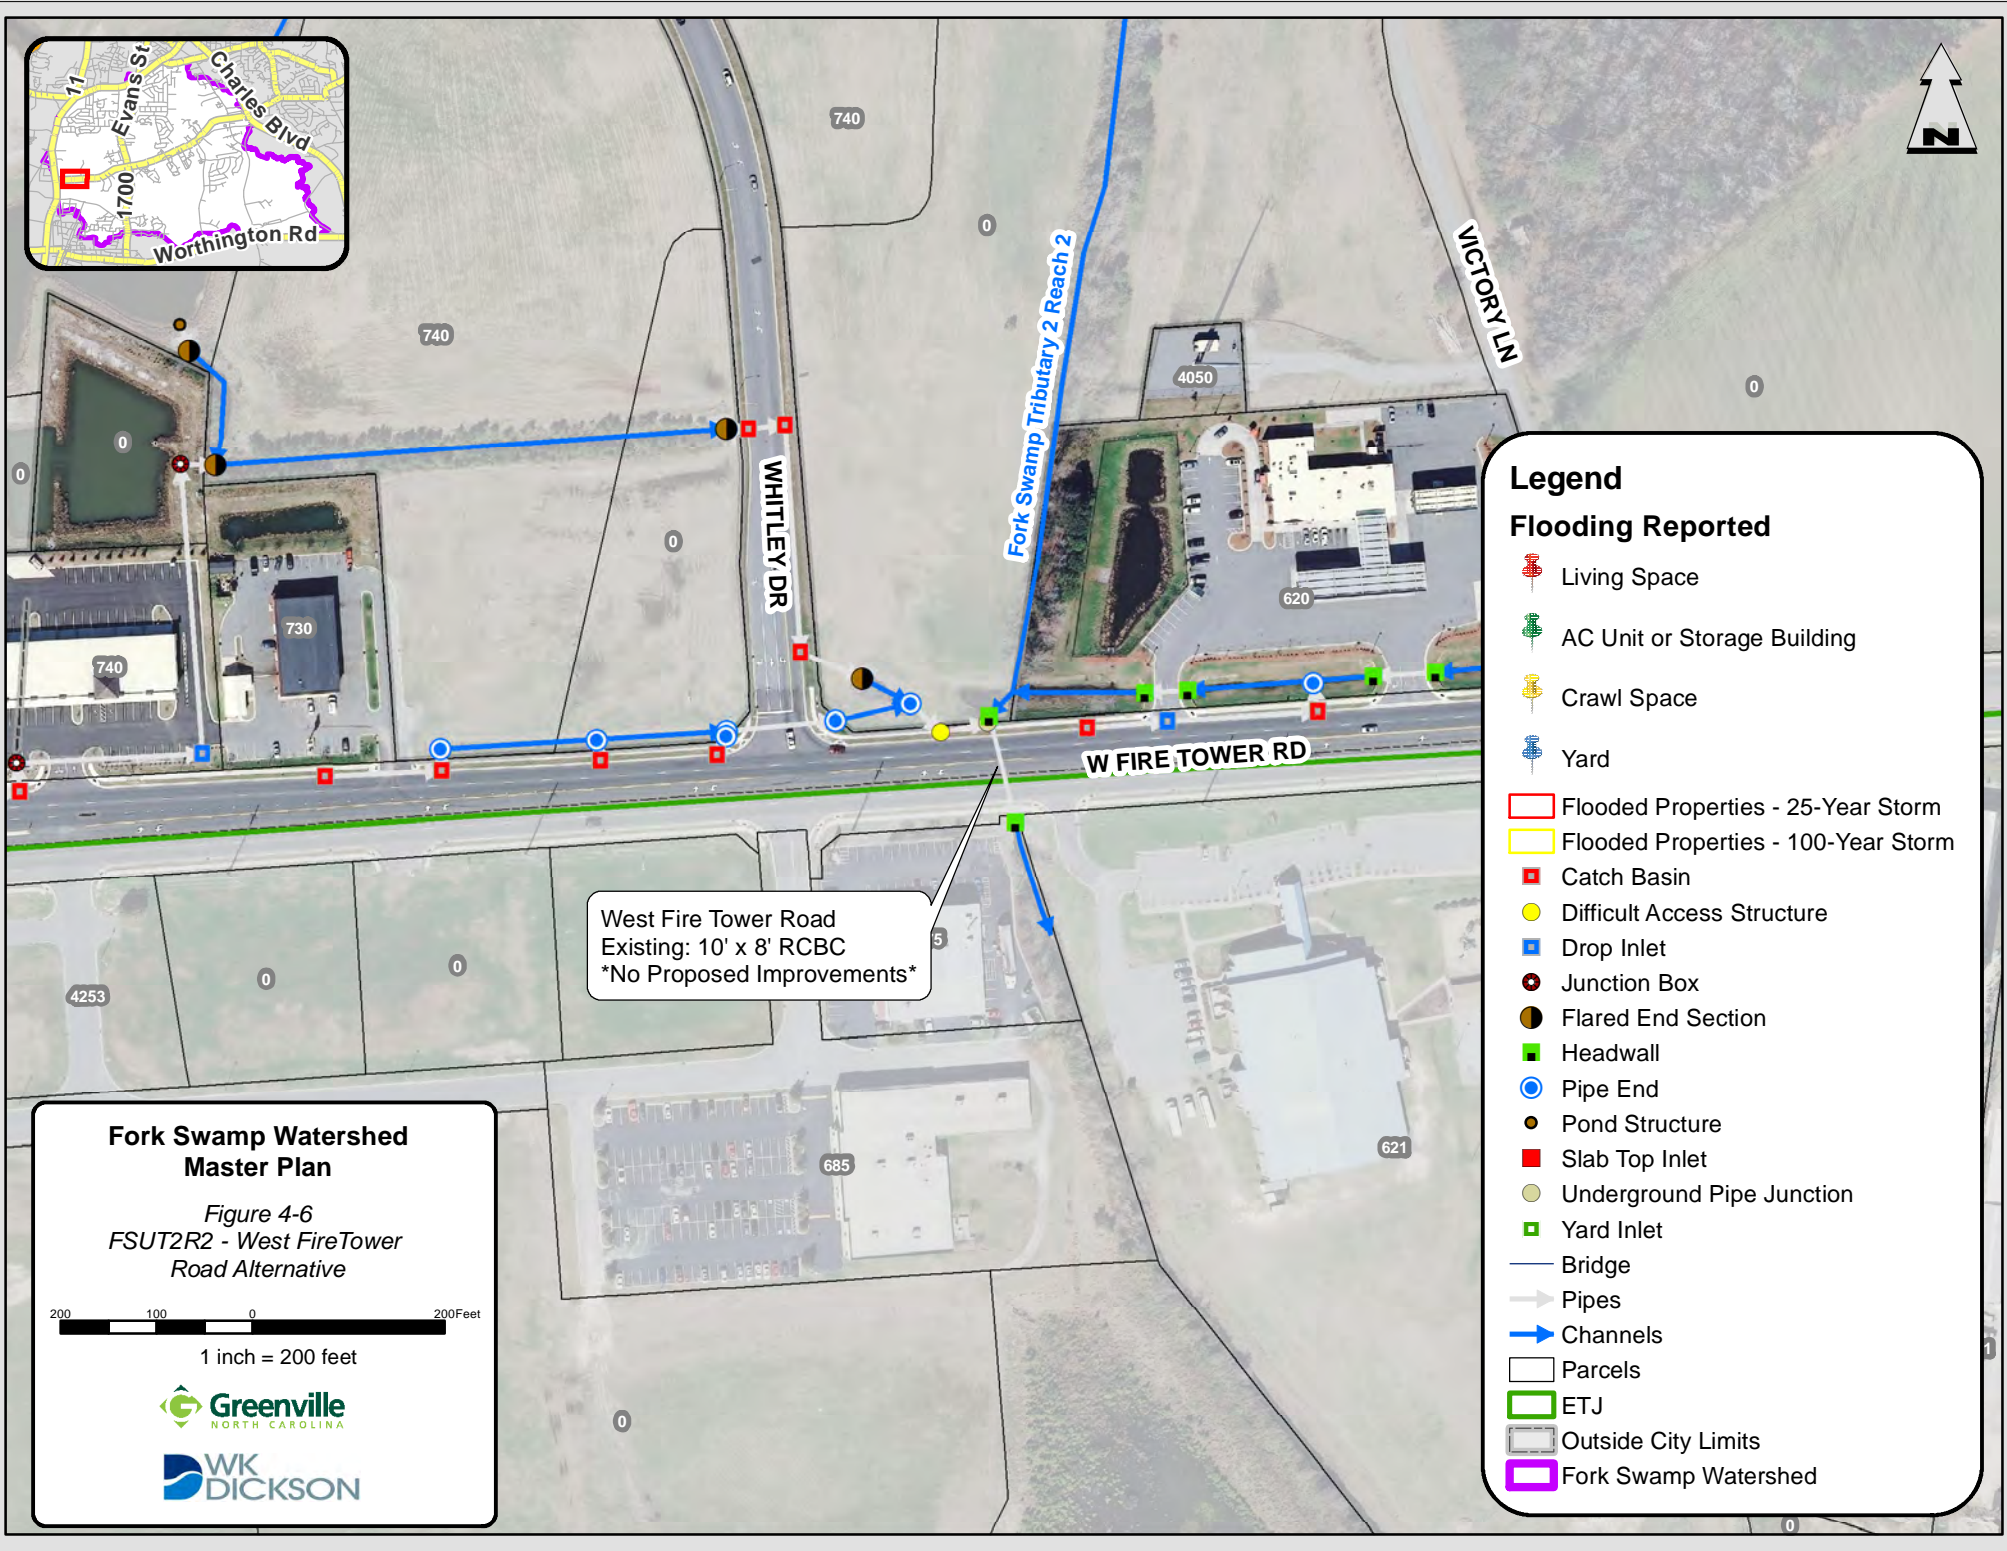 11
Evans St
Charles Blvd
1700
Worthington Rd
N
740
0
740
VICTORY LN
Fork Swamp Tributary 2 Reach 2
4050
0
0
0
WHITLEY DR
0
620
730
740
W FIRE TOWER RD
West Fire Tower Road
Existing: 10' x 8' RCBC
*No Proposed Improvements*
5
0
0
4253
685
621
0
0
1
Legend
Flooding Reported
Living Space
AC Unit or Storage Building
Crawl Space
Yard
Flooded Properties - 25-Year Storm
Flooded Properties - 100-Year Storm
Catch Basin
Difficult Access Structure
Drop Inlet
Junction Box
Flared End Section
Headwall
Pipe End
Pond Structure
Slab Top Inlet
Underground Pipe Junction
Yard Inlet
Bridge
Pipes
Channels
Parcels
ETJ
Outside City Limits
Fork Swamp Watershed
Fork Swamp Watershed
Master Plan
Figure 4-6
FSUT2R2 - West FireTower
Road Alternative
200 100 0 200Feet
1 inch = 200 feet
Greenville
NORTH CAROLINA
WK
DICKSON